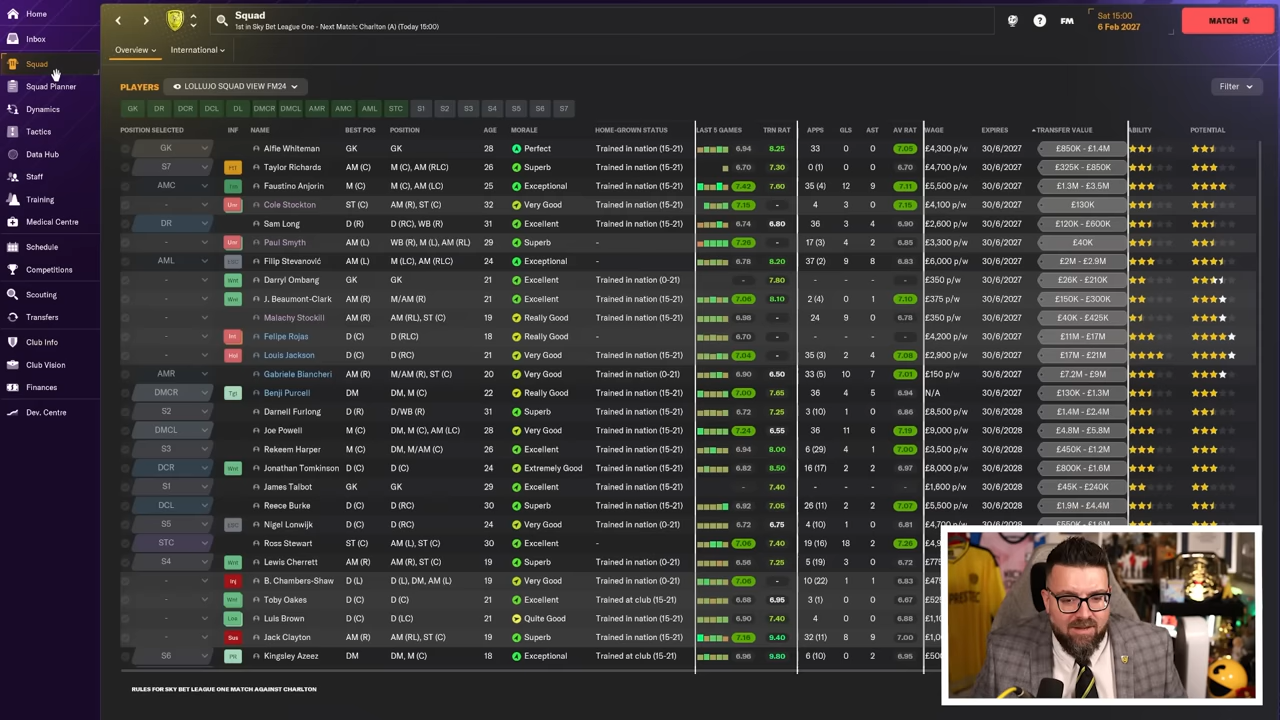 Home
Inbox
Squad
Squad Planner
Dynamics
Tactics
Data Hub
Staff
Training
Medical Centre
Schedule
Competitions
Scouting
Transfers
Club Info
Club Vision
Finances
Dev. Centre
Squad
1st in Sky Bet League One - Next Match: Charlton (A) (Today 15:00)
FM
Sat 15:00
6 Feb 2027
MATCH
Overview International
PLAYERS LOLLUJO SQUAD VIEW FM24 Filter
GK DR DCR DCL DL DMCR DMCL AMR AMC AML STC S1 S2 S3 S4 S5 S6 S7
POSITION SELECTED INF NAME BEST POS POSITION AGE MORALE HOME-GROWN STATUS LAST 5 GAMES TRN RAT APPS GLS AST AV RAT WAGE EXPIRES TRANSFER VALUE ABILITY POTENTIAL
GK Alfie Whiteman GK GK 28 Perfect Trained in nation (15-21) 6.94 8.25 33 0 0 7.05 £4,300 p/w 30/6/2027 £850K - £1.4M
S7 Taylor Richards AM (C) M (C), AM (RLC) 26 Superb Trained in nation (15-21) 6.70 7.30 0 (1) 0 0 6.70 £4,700 p/w 30/6/2027 £325K - £850K
AMC Faustino Anjorin M (C) M (C), AM (LC) 25 Exceptional Trained in nation (15-21) 7.42 7.60 35 (4) 12 9 7.11 £5,500 p/w 30/6/2027 £1.3M - £3.5M
- Cole Stockton ST (C) AM (R), ST (C) 32 Very Good Trained in nation (15-21) 7.15 - 4 3 0 7.15 £4,100 p/w 30/6/2027 £130K
DR Sam Long D (R) D (RC), WB (R) 31 Excellent Trained in nation (15-21) 6.74 6.80 36 3 4 6.90 £2,600 p/w 30/6/2027 £120K - £600K
- Paul Smyth AM (L) WB (R), M (L), AM (RL) 29 Superb - 7.26 - 17 (3) 4 2 6.85 £3,300 p/w 30/6/2027 £40K
AML Filip Stevanović AM (L) M (LC), AM (RLC) 24 Exceptional - 6.78 8.20 37 (2) 9 8 6.83 £6,000 p/w 30/6/2027 £2M - £2.9M
- Darryl Ombang GK GK 21 Excellent Trained in nation (0-21) - 7.80 - - - - £350 p/w 30/6/2027 £26K - £210K
- J. Beaumont-Clark AM (R) M/AM (R) 21 Excellent Trained in nation (15-21) 7.06 8.10 2 (4) 0 1 7.10 £375 p/w 30/6/2027 £150K - £300K
- Malachy Stockill AM (R) AM (RL), ST (C) 19 Really Good Trained in nation (15-21) 6.98 - 24 9 0 6.78 £350 p/w 30/6/2027 £40K - £425K
- Int Felipe Rojas D (C) D (RLC) 18 Really Good - 6.70 - - - - - £4,200 p/w 30/6/2027 £11M - £17M
- Hol Louis Jackson D (C) D (RC) 21 Very Good Trained in nation (15-21) 7.04 - 35 (3) 2 4 7.08 £2,900 p/w 30/6/2027 £17M - £21M
AMR Gabriele Biancheri AM (R) M/AM (R), ST (C) 20 Very Good Trained in nation (0-21) 6.90 6.50 33 (5) 10 7 7.01 £150 p/w 30/6/2027 £7.2M - £9M
DMCR Tgt Benji Purcell DM DM, M (C) 22 Really Good Trained in nation (15-21) 7.00 7.65 36 4 5 6.94 N/A 30/6/2027 £130K - £1.3M
S2 Darnell Furlong D (R) D/WB (R) 31 Superb Trained in nation (15-21) 6.72 7.25 3 (10) 1 0 6.86 £8,500 p/w 30/6/2028 £1.4M - £2.4M
DMCL Joe Powell M (C) DM, M (C), AM (LC) 28 Superb Trained in nation (15-21) 7.24 6.55 36 11 6 7.19 £9,000 p/w 30/6/2028 £4.8M - £5.8M
S3 Rekeem Harper M (C) M (C), AM (RC) 26 Excellent Trained in nation (15-21) 6.94 8.00 6 (29) 4 1 7.00 £3,500 p/w 30/6/2028 £450K - £1.2M
DCR Wnt Jonathan Tomkinson D (C) D (C) 24 Extremely Good Trained in nation (15-21) 6.82 8.50 16 (17) 2 2 6.97 £3,000 p/w 30/6/2028 £800K - £1.6M
S1 James Talbot GK GK 29 Excellent Trained in nation (15-21) - 7.40 - - - - £1,600 p/w 30/6/2028 £45K - £240K
DCL Reece Burke D (C) D (RC) 30 Superb Trained in nation (15-21) 6.92 7.05 26 (11) 2 2 7.07 £5,500 p/w 30/6/2028 £1.9M - £4.4M
S5 Nigel Lonwijk D (C) D (RC) 24 Very Good Trained in nation (15-21) 6.72 6.75 4 (10) 0 1 6.81
STC Ross Stewart ST (C) AM (L), ST (C) 30 Excellent - 7.06 7.40 19 (16) 18 2 7.26
S4 Wnt Lewis Cherrett AM (R) AM (RL), ST (C) 19 Very Good Trained in nation (0-21) 6.56 7.25 5 (19) 3 0 6.72
- Inj B. Chambers-Shaw D (L) D (L), DM, AM (L) 21 Very Good Trained in nation (15-21) 7.06 - 10 (22) 1 1 6.83
- Wnt Toby Oakes D (C) D (C) 21 Excellent Trained at club (15-21) 6.68 6.95 3 (1) 0 0 6.67
- Luis Brown D (C) D (LC) 21 Quite Good Trained in nation (15-21) 6.90 7.40 4 0 0 6.88
- Sus Jack Clayton AM (R) AM (RL), ST (C) 19 Superb Trained in nation (15-21) 7.16 9.40 32 (11) 8 9 7.00
S6 Kingsley Azeez DM DM, M (C) 18 Exceptional Trained at club (15-21) 6.96 9.80 6 (10) 0 2 6.95
RULES FOR SKY BET LEAGUE ONE MATCH AGAINST CHARLTON